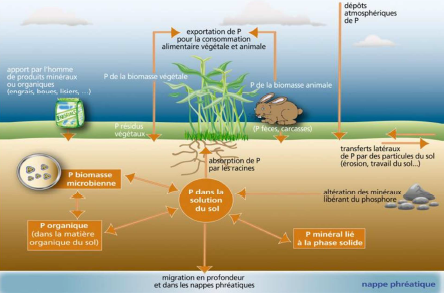 dépôts
atmosphériques
de P
exportation de P
pour la consommation
alimentaire végétale et animale
apport par l'homme
de produits minéraux
ou organiques
(engrais, boues, lisiers, ...)
P de la biomasse végétale
P de la biomasse animale
P résidus
végétaux
(P fèces, carcasses)
transferts latéraux
de P par des particules du sol
(érosion, travail du sol...)
absorption de P
par les racines
P biomasse
microbienne
P dans la
solution
du sol
altération des minéraux
libérant du phosphore
P organique
(dans la matière
organique du sol)
P minéral lié
à la phase solide
migration en profondeur
et dans les nappes phréatiques
nappe phréatique